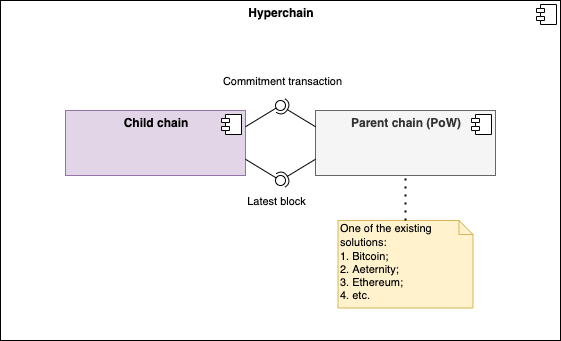 Hyperchain
Commitment transaction
Child chain
Parent chain (PoW)
Latest block
One of the existing
solutions:
1. Bitcoin;
2. Aeternity;
3. Ethereum;
4. etc.